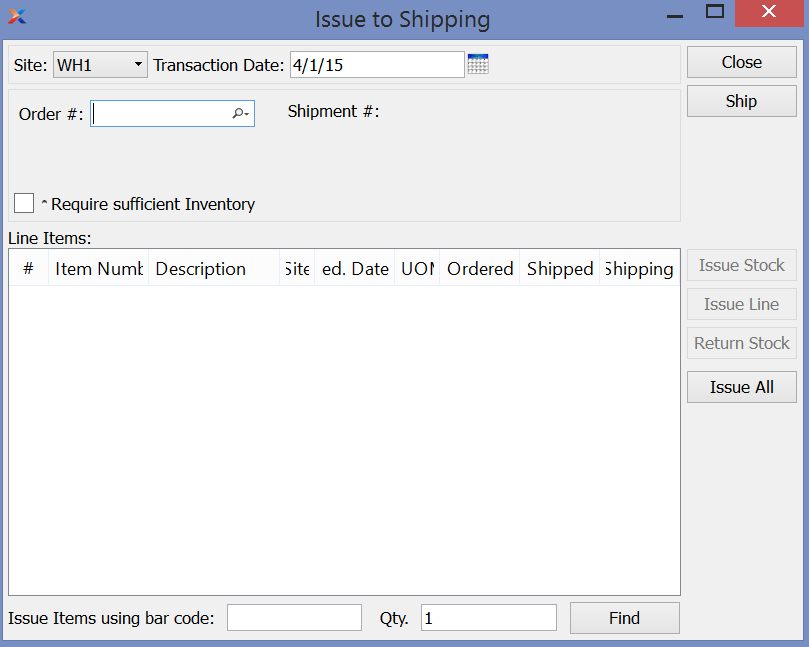 Issue to Shipping
Site: WH1 Transaction Date: 4/1/15 Close
Order #: Shipment #: Ship
^ Require sufficient Inventory
Line Items:
# Item Numb Description Site ed. Date UOM Ordered Shipped Shipping
Issue Stock
Issue Line
Return Stock
Issue All
Issue Items using bar code: Qty. 1 Find